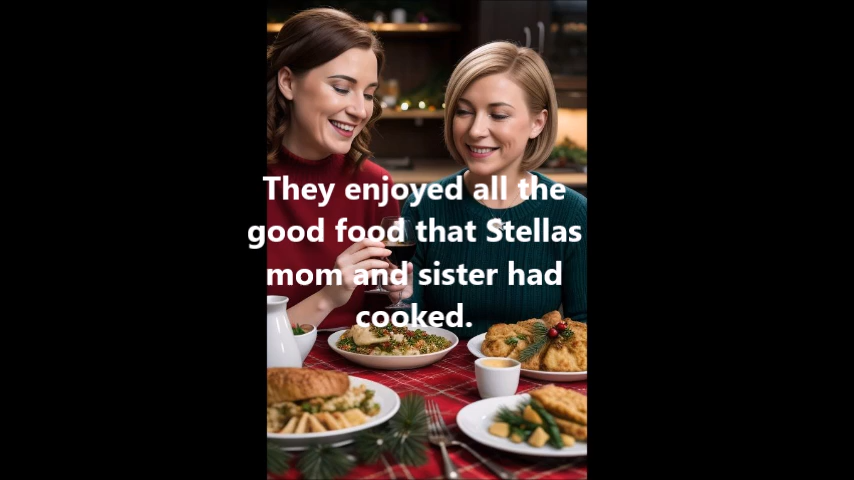 They enjoyed all the
good food that Stellas
mom and sister had
cooked.